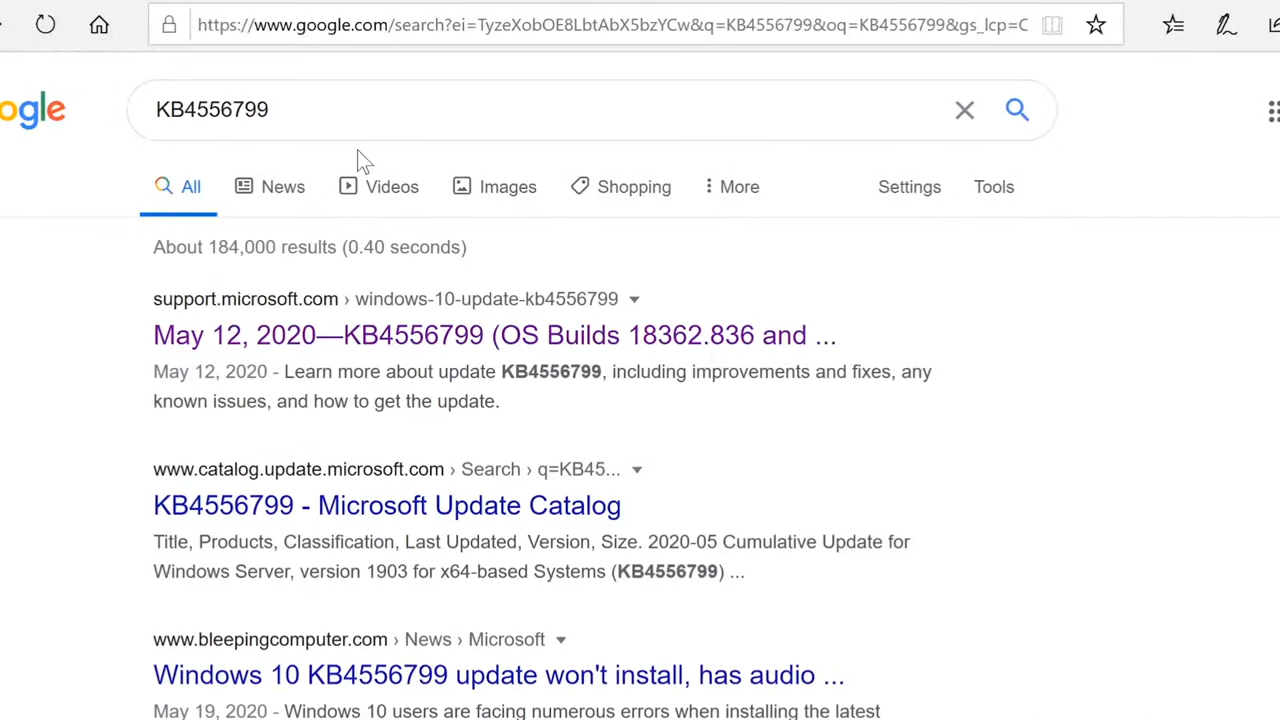 https://www.google.com/search?ei=TyzeXobOE8LbtAbX5bzYCw&q=KB4556799&oq=KB4556799&gs_lcp=C
ogle
KB4556799
All News Videos Images Shopping More Settings Tools
About 184,000 results (0.40 seconds)
support.microsoft.com › windows-10-update-kb4556799
May 12, 2020—KB4556799 (OS Builds 18362.836 and ...
May 12, 2020 - Learn more about update KB4556799, including improvements and fixes, any
known issues, and how to get the update.
www.catalog.update.microsoft.com › Search › q=KB45...
KB4556799 - Microsoft Update Catalog
Title, Products, Classification, Last Updated, Version, Size. 2020-05 Cumulative Update for
Windows Server, version 1903 for x64-based Systems (KB4556799) ...
www.bleepingcomputer.com › News › Microsoft
Windows 10 KB4556799 update won't install, has audio ...
May 19, 2020 - Windows 10 users are facing numerous errors when installing the latest